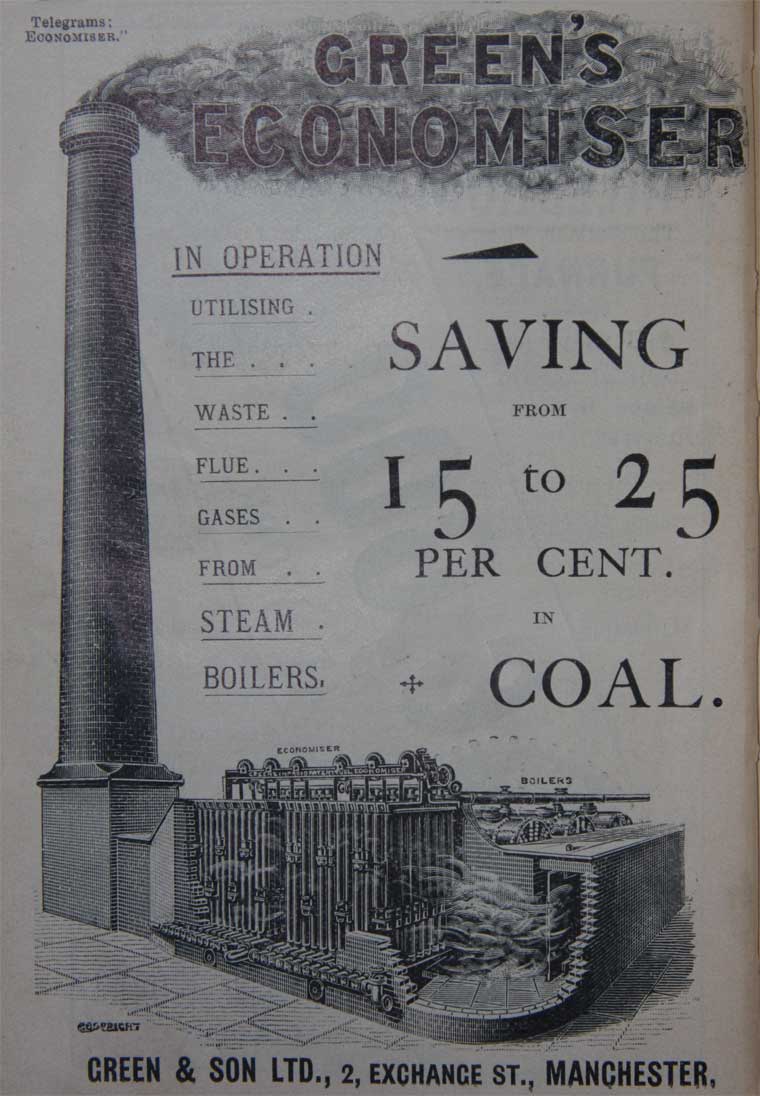 Telegrams:
ECONOMISER."
GREEN'S
ECONOMISER
IN OPERATION
UTILISING .
THE . . .
WASTE . .
FLUE. . .
GASES . .
FROM . .
STEAM .
BOILERS.
SAVING
FROM
15 to 25
PER CENT.
IN
COAL.
ECONOMISER
BOILERS
COPYRIGHT
GREEN & SON LTD., 2, EXCHANGE ST., MANCHESTER,